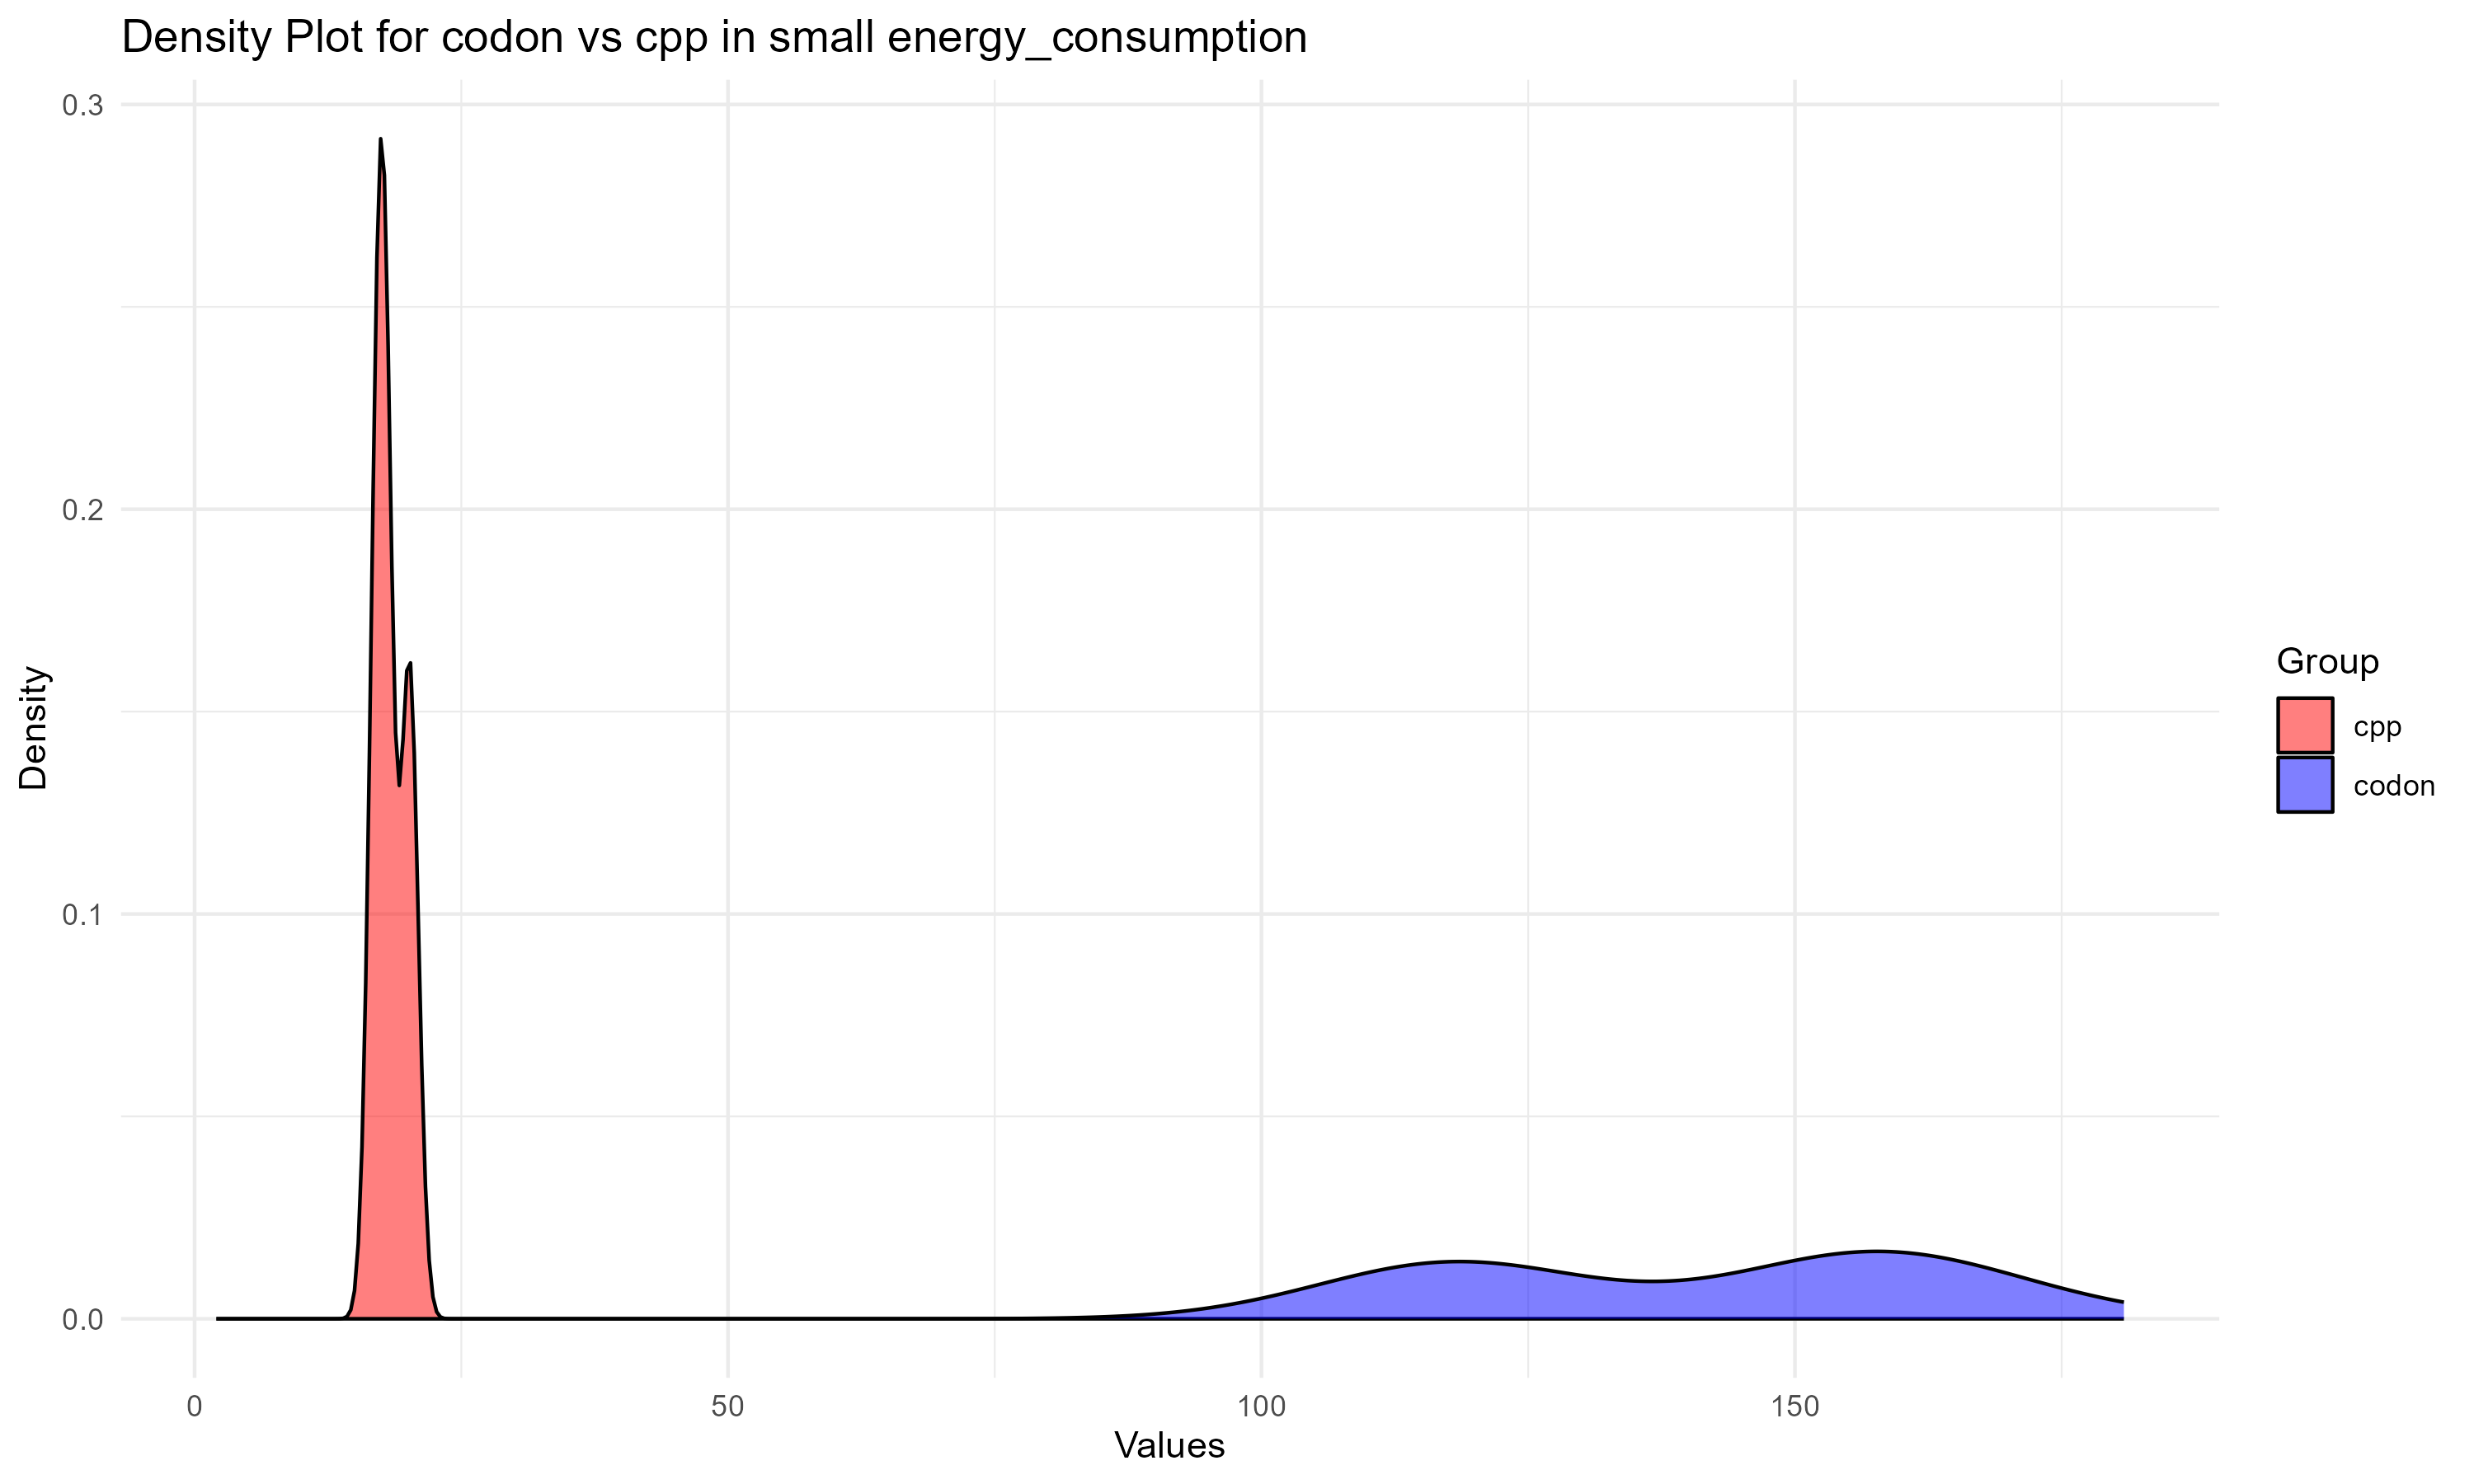 Density Plot for codon vs cpp in small energy_consumption
Density
0.3
0.2
0.1
0.0
0
50
100
150
Values
Group
cpp
codon